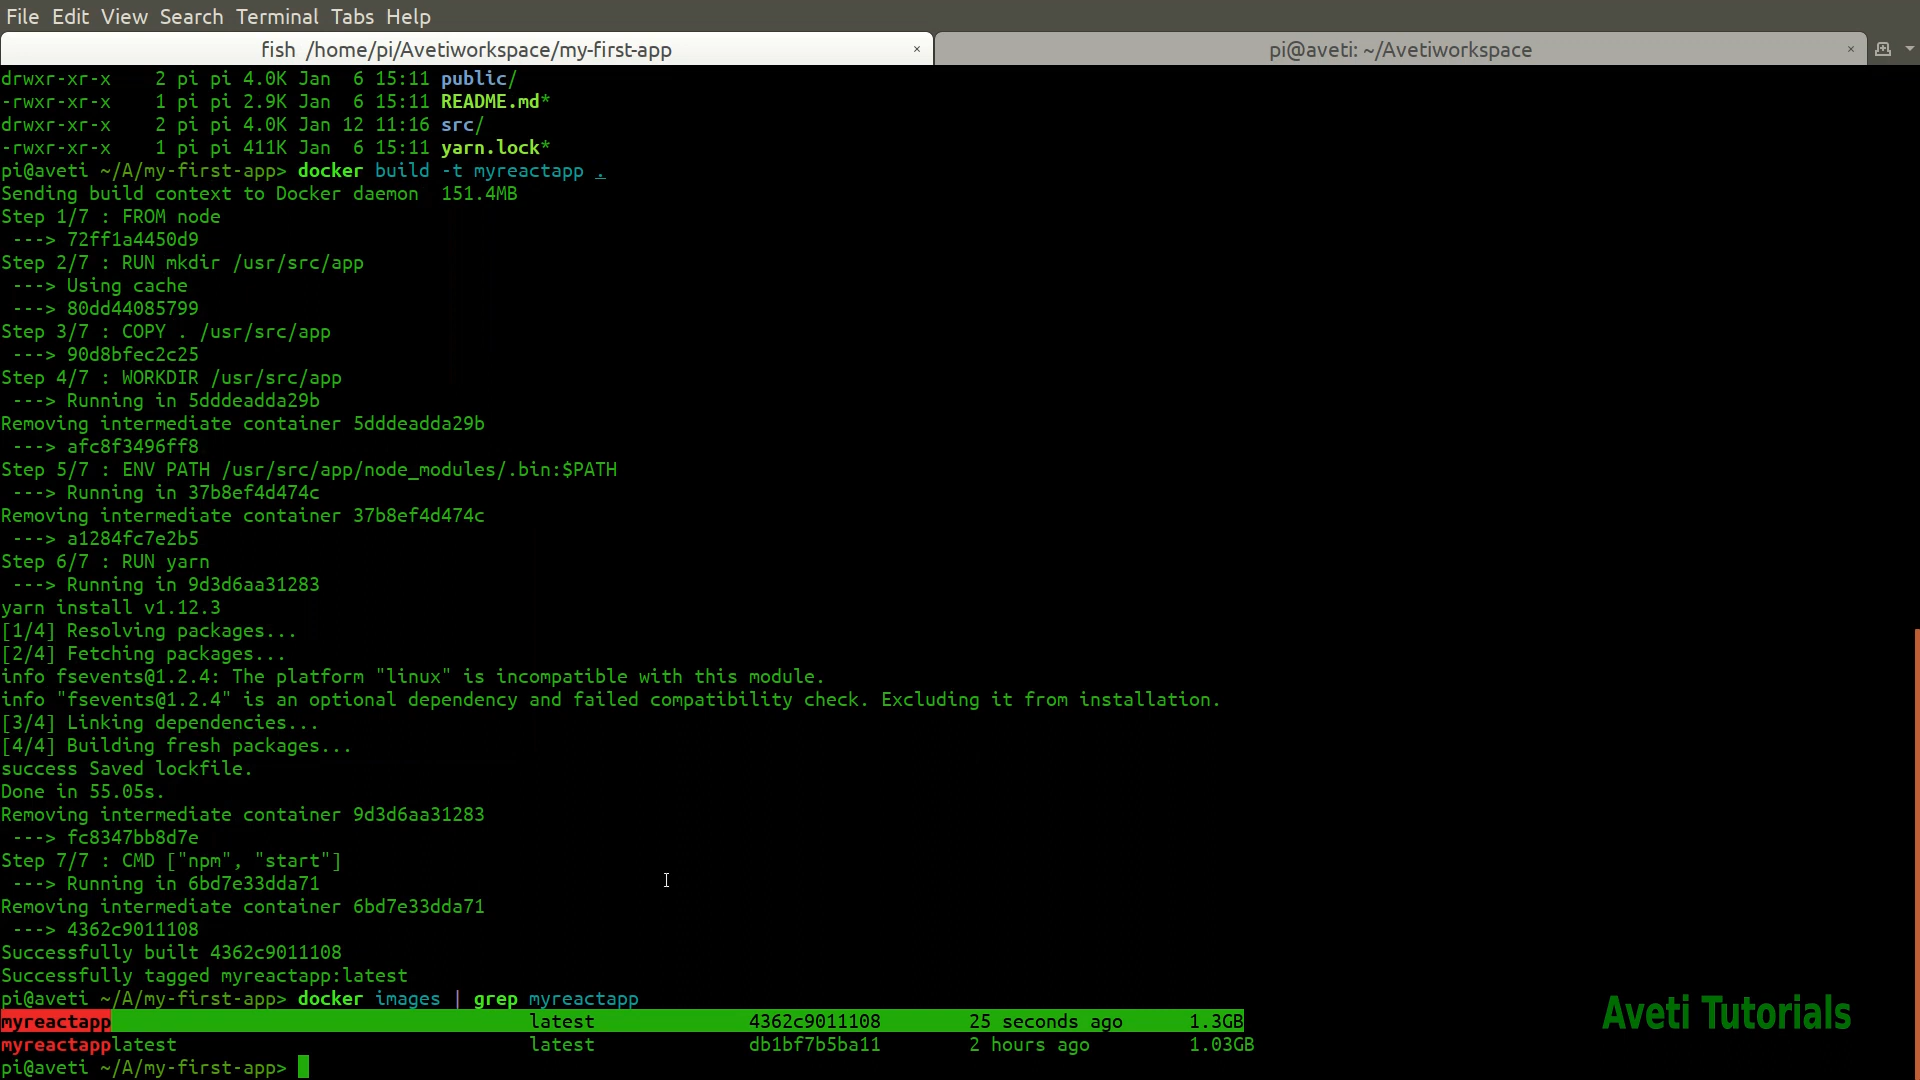 File Edit View Search Terminal Tabs Help
fish /home/pi/Avetiworkspace/my-first-app × pi@aveti: ~/Avetiworkspace ×
drwxr-xr-x    2 pi pi 4.0K Jan  6 15:11 public/
-rwxr-xr-x    1 pi pi 2.9K Jan  6 15:11 README.md*
drwxr-xr-x    2 pi pi 4.0K Jan 12 11:16 src/
-rwxr-xr-x    1 pi pi 411K Jan  6 15:11 yarn.lock*
pi@aveti ~/A/my-first-app> docker build -t myreactapp .
Sending build context to Docker daemon  151.4MB
Step 1/7 : FROM node
 ---> 72ff1a4450d9
Step 2/7 : RUN mkdir /usr/src/app
 ---> Using cache
 ---> 80dd44085799
Step 3/7 : COPY . /usr/src/app
 ---> 90d8bfec2c25
Step 4/7 : WORKDIR /usr/src/app
 ---> Running in 5dddeadda29b
Removing intermediate container 5dddeadda29b
 ---> afc8f3496ff8
Step 5/7 : ENV PATH /usr/src/app/node_modules/.bin:$PATH
 ---> Running in 37b8ef4d474c
Removing intermediate container 37b8ef4d474c
 ---> a1284fc7e2b5
Step 6/7 : RUN yarn
 ---> Running in 9d3d6aa31283
yarn install v1.12.3
[1/4] Resolving packages...
[2/4] Fetching packages...
info fsevents@1.2.4: The platform "linux" is incompatible with this module.
info "fsevents@1.2.4" is an optional dependency and failed compatibility check. Excluding it from installation.
[3/4] Linking dependencies...
[4/4] Building fresh packages...
success Saved lockfile.
Done in 55.05s.
Removing intermediate container 9d3d6aa31283
 ---> fc8347bb8d7e
Step 7/7 : CMD ["npm", "start"]
 ---> Running in 6bd7e33dda71
Removing intermediate container 6bd7e33dda71
 ---> 4362c9011108
Successfully built 4362c9011108
Successfully tagged myreactapp:latest
pi@aveti ~/A/my-first-app> docker images | grep myreactapp
myreactapp                                      latest              4362c9011108        25 seconds ago      1.3GB
myreactapplatest                                latest              db1bf7b5ba11        2 hours ago         1.03GB
pi@aveti ~/A/my-first-app>
Aveti Tutorials